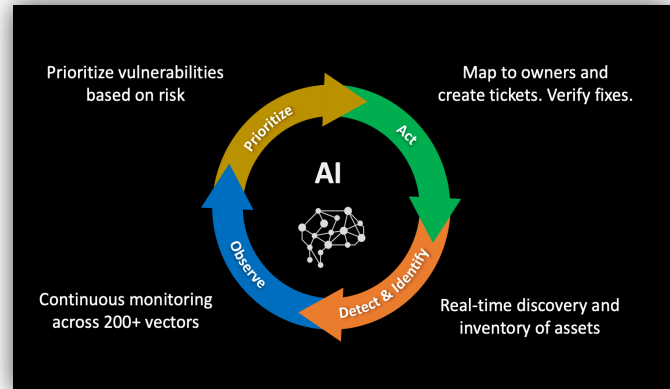 Prioritize vulnerabilities
based on risk
Map to owners and
create tickets. Verify fixes.
Prioritize
Act
AI
Observe
Detect & Identify
Continuous monitoring
across 200+ vectors
Real-time discovery and
inventory of assets